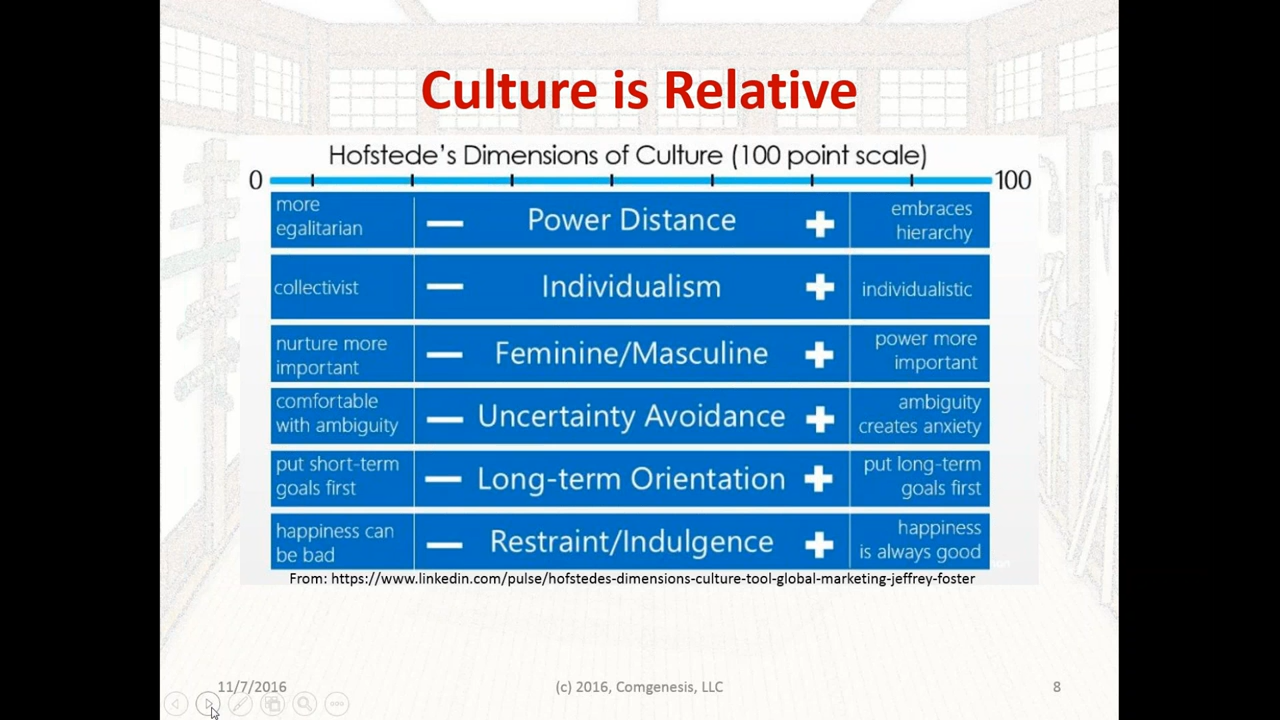 Culture is Relative
Hofstede's Dimensions of Culture (100 point scale)
0 100
more
egalitarian
Power Distance
embraces
hierarchy
collectivist
Individualism
individualistic
nurture more
important
Feminine/Masculine
power more
important
comfortable
with ambiguity
Uncertainty Avoidance
ambiguity
creates anxiety
put short-term
goals first
Long-term Orientation
put long-term
goals first
happiness can
be bad
Restraint/Indulgence
happiness
is always good
From: https://www.linkedin.com/pulse/hofstedes-dimensions-culture-tool-global-marketing-jeffrey-foster
11/7/2016
(c) 2016, Comgenesis, LLC
8